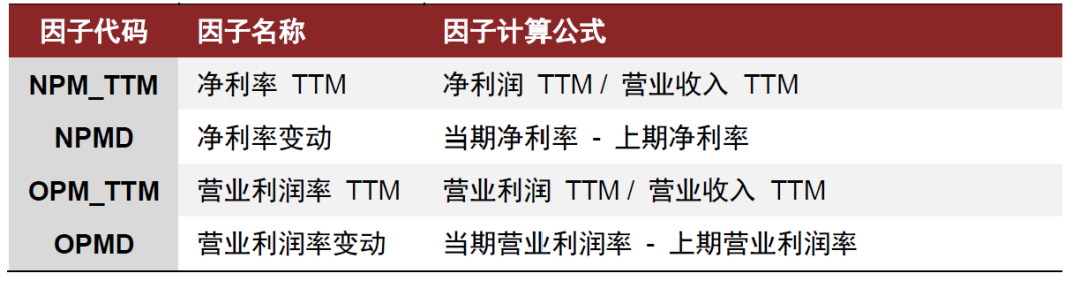 因子代码 因子名称 因子计算公式
NPM_TTM 净利率 TTM 净利润 TTM / 营业收入 TTM
NPMD 净利率变动 当期净利率 - 上期净利率
OPM_TTM 营业利润率 TTM 营业利润 TTM / 营业收入 TTM
OPMD 营业利润率变动 当期营业利润率 - 上期营业利润率